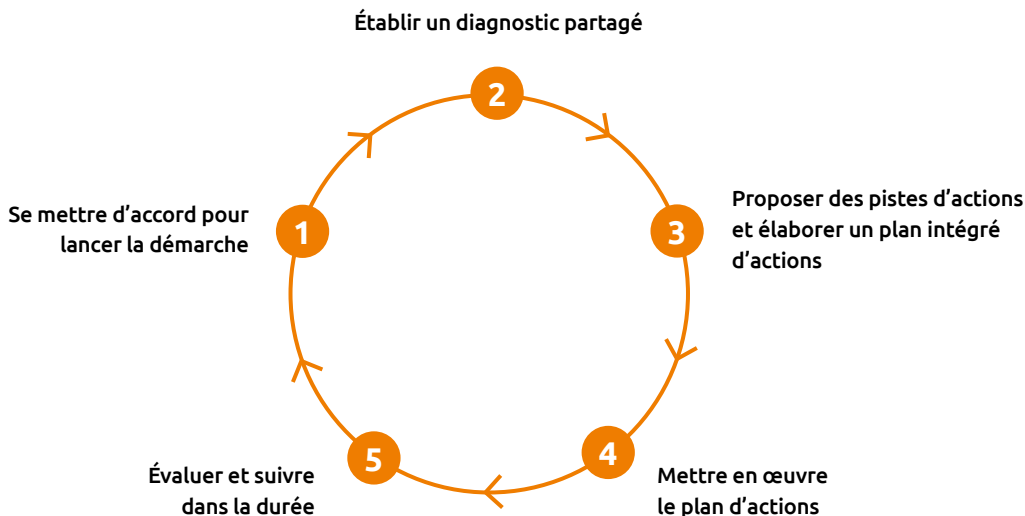 Établir un diagnostic partagé
2
Se mettre d’accord pour
lancer la démarche
1
3
Proposer des pistes d’actions
et élaborer un plan intégré
d’actions
5
Évaluer et suivre
dans la durée
4
Mettre en œuvre
le plan d’actions